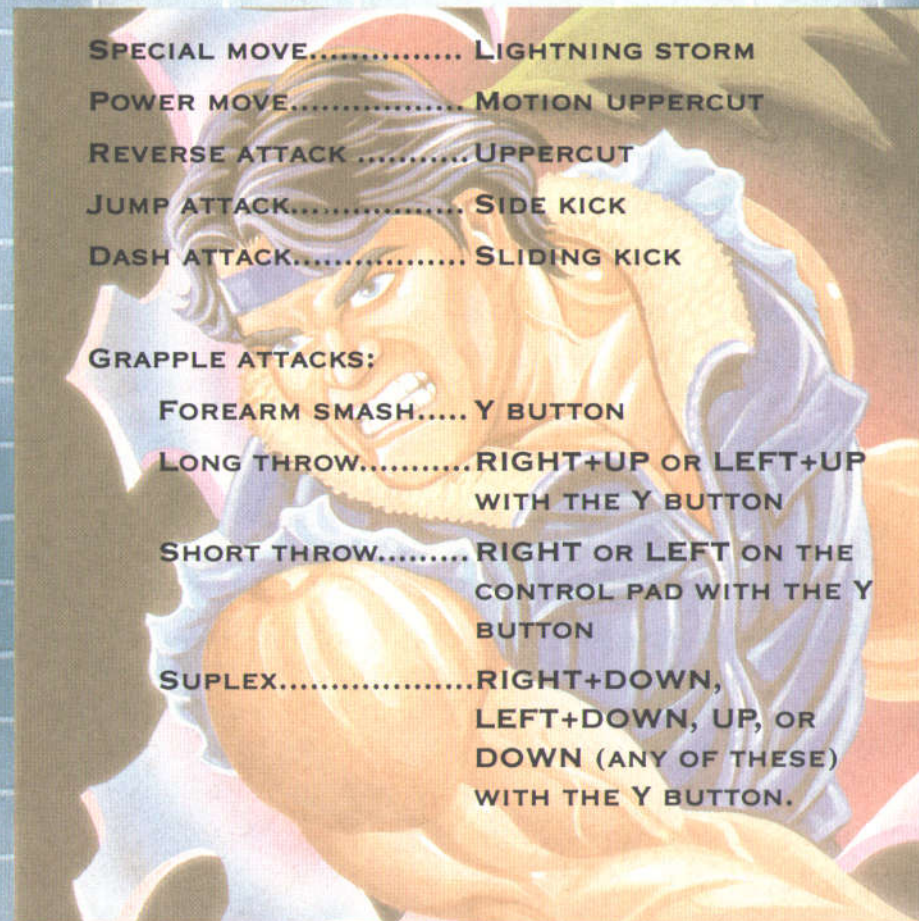 SPECIAL MOVE............... LIGHTNING STORM
POWER MOVE................. MOTION UPPERCUT
REVERSE ATTACK ...........UPPERCUT
JUMP ATTACK................. SIDE KICK
DASH ATTACK................. SLIDING KICK
GRAPPLE ATTACKS:
FOREARM SMASH..... Y BUTTON
LONG THROW...........RIGHT+UP OR LEFT+UP
WITH THE Y BUTTON
SHORT THROW......... RIGHT OR LEFT ON THE
CONTROL PAD WITH THE Y
BUTTON
SUPLEX....................RIGHT+DOWN,
LEFT+DOWN, UP, OR
DOWN (ANY OF THESE)
WITH THE Y BUTTON.